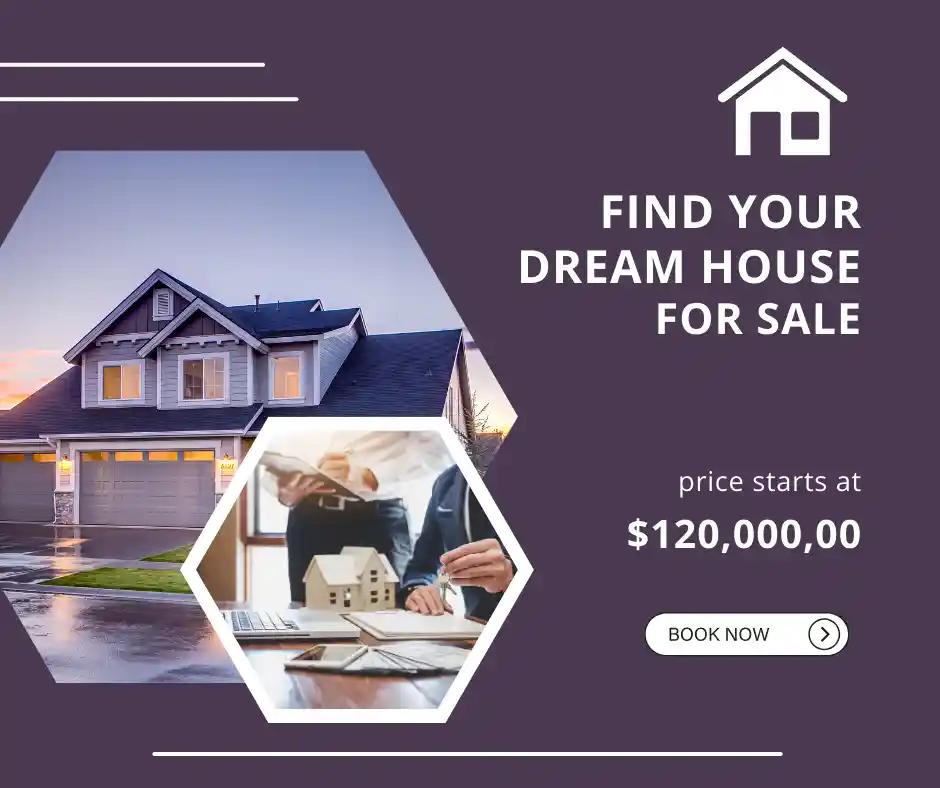 FIND YOUR
DREAM HOUSE
FOR SALE
price starts at
$120,000,00
BOOK NOW